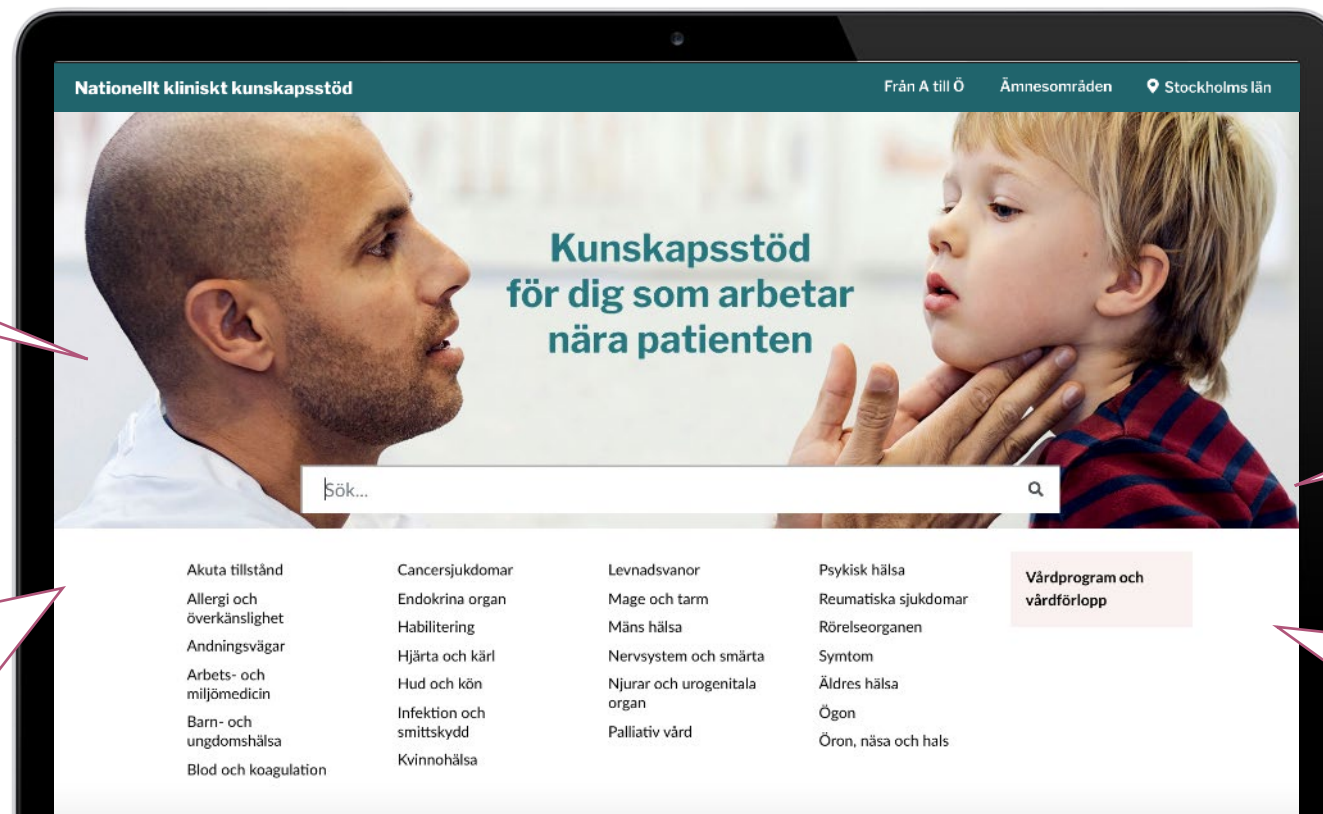 Nationellt kliniskt kunskapsstöd
Från A till Ö
Ämnesområden
Stockholms län
Kunskapsstöd
för dig som arbetar
nära patienten
Sök...
Akuta tillstånd
Allergi och
överkänslighet
Andningsvägar
Arbets- och
miljömedicin
Barn- och
ungdomshälsa
Blod och koagulation
Cancersjukdomar
Endokrina organ
Habilitering
Hjärta och kärl
Hud och kön
Infektion och
smittskydd
Kvinnohälsa
Levnadsvanor
Mage och tarm
Mäns hälsa
Nervsystem och smärta
Njurar och urogenitala
organ
Palliativ vård
Psykisk hälsa
Reumatiska sjukdomar
Rörelseorganen
Symtom
Äldres hälsa
Ögon
Öron, näsa och hals
Vårdprogram och
vårdförlopp